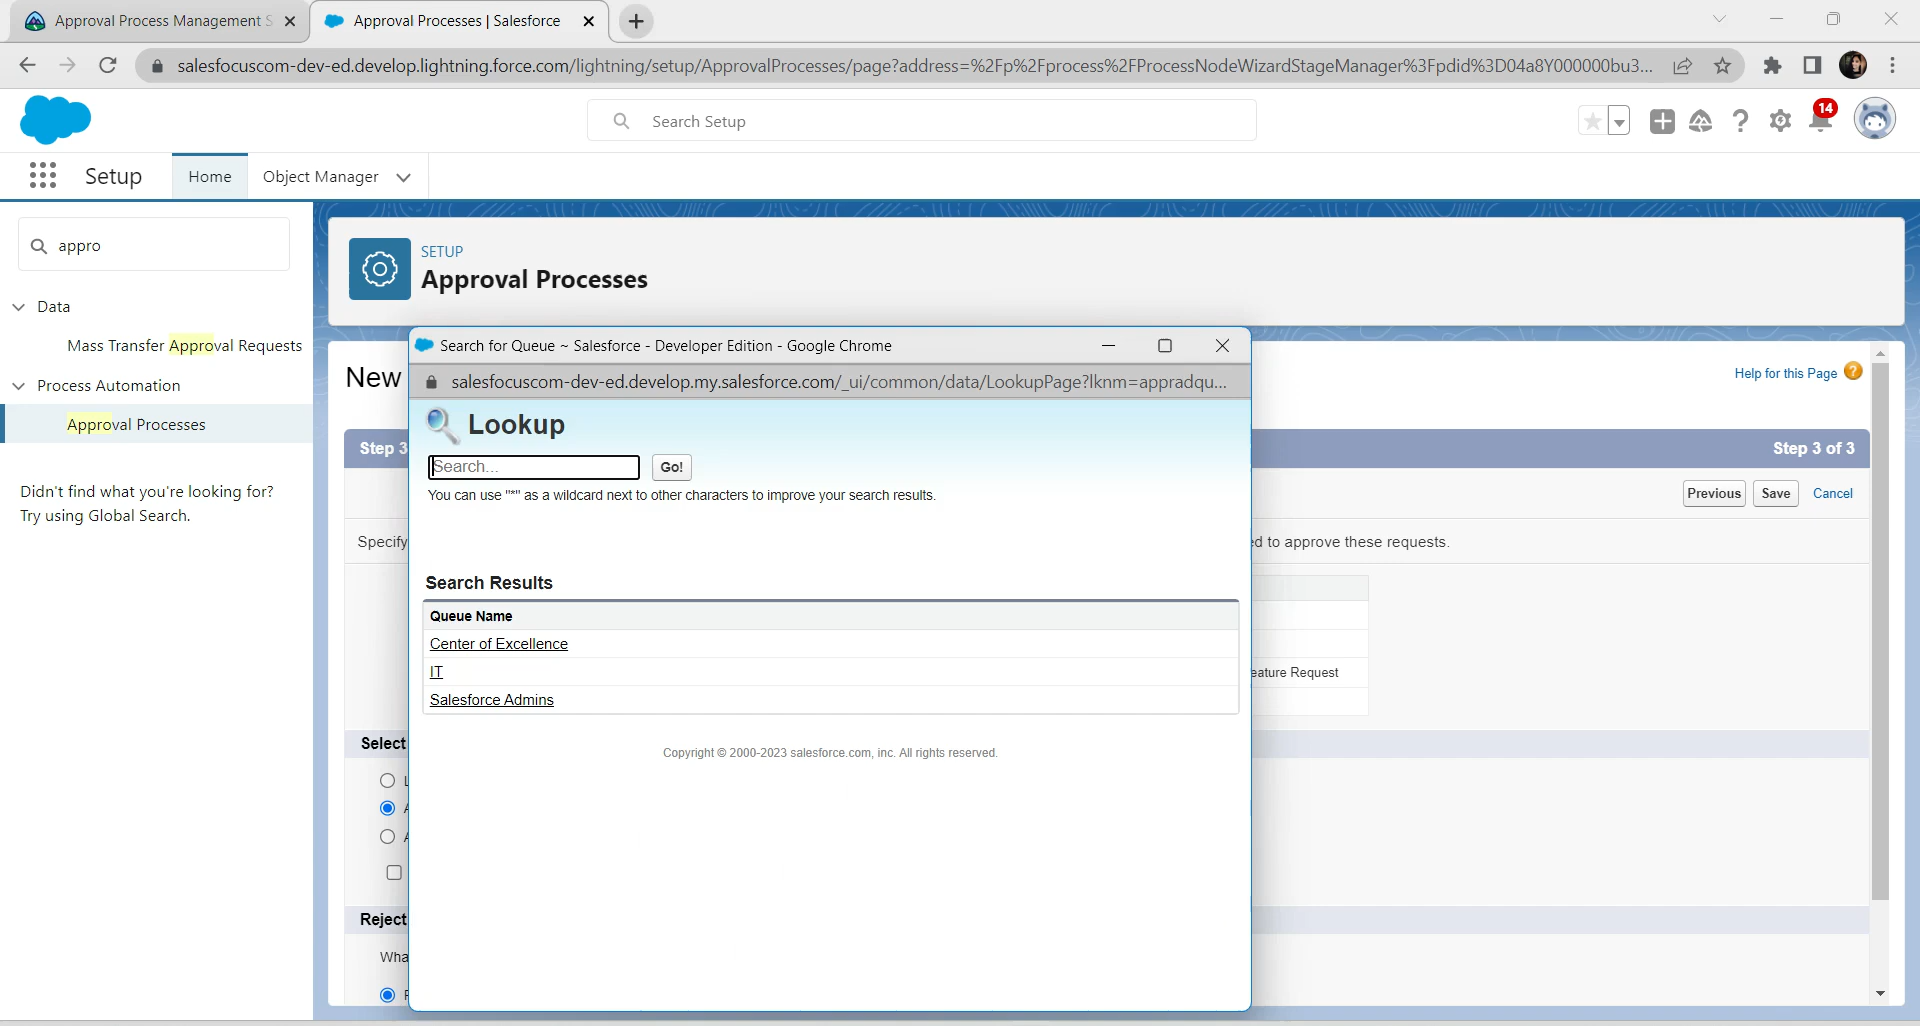 Approval Process Management S
Approval Processes | Salesforce
salesfocuscom-dev-ed.develop.lightning.force.com/lightning/setup/ApprovalProcesses/page?address=%2Fp%2Fprocess%2FProcessNodeWizardStageManager%3Fpdid%3D04a8Y000000bu3...
Search Setup
14
Setup
Home
Object Manager
appro
Data
Mass Transfer Approval Requests
Process Automation
Approval Processes
Didn't find what you're looking for?
Try using Global Search.
SETUP
Approval Processes
New
Help for this Page
Step 3
Step 3 of 3
Previous
Save
Cancel
Specify
ed to approve these requests.
eature Request
Select
Reject
Wha
Search for Queue ~ Salesforce - Developer Edition - Google Chrome
salesfocuscom-dev-ed.develop.my.salesforce.com/_ui/common/data/LookupPage?lknm=appradqu...
Lookup
Search...
Go!
You can use "*" as a wildcard next to other characters to improve your search results.
Search Results
Queue Name
Center of Excellence
IT
Salesforce Admins
Copyright © 2000-2023 salesforce.com, inc. All rights reserved.